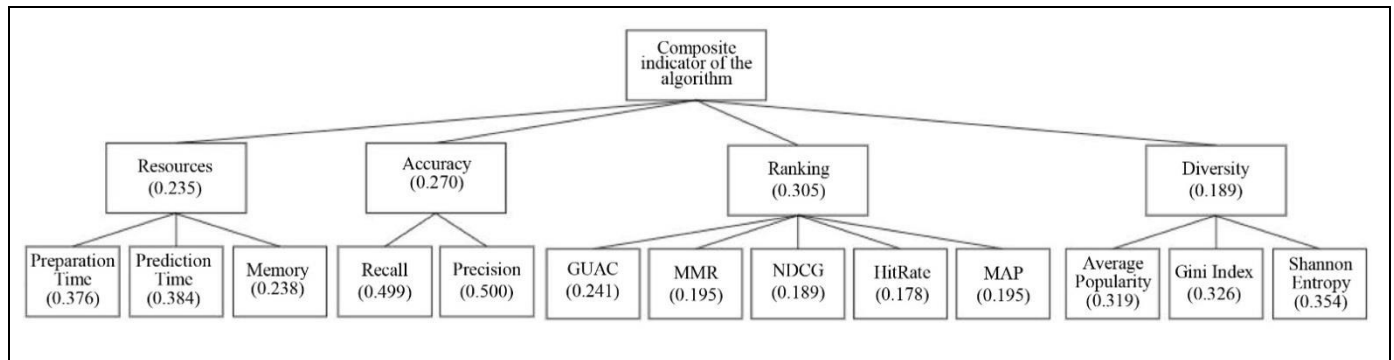 Composite
indicator of the
algorithm
Resources
(0.235)
Accuracy
(0.270)
Ranking
(0.305)
Diversity
(0.189)
Preparation
Time
(0.376)
Prediction
Time
(0.384)
Memory
(0.238)
Recall
(0.499)
Precision
(0.500)
GUAC
(0.241)
MMR
(0.195)
NDCG
(0.189)
HitRate
(0.178)
MAP
(0.195)
Average
Popularity
(0.319)
Gini Index
(0.326)
Shannon
Entropy
(0.354)